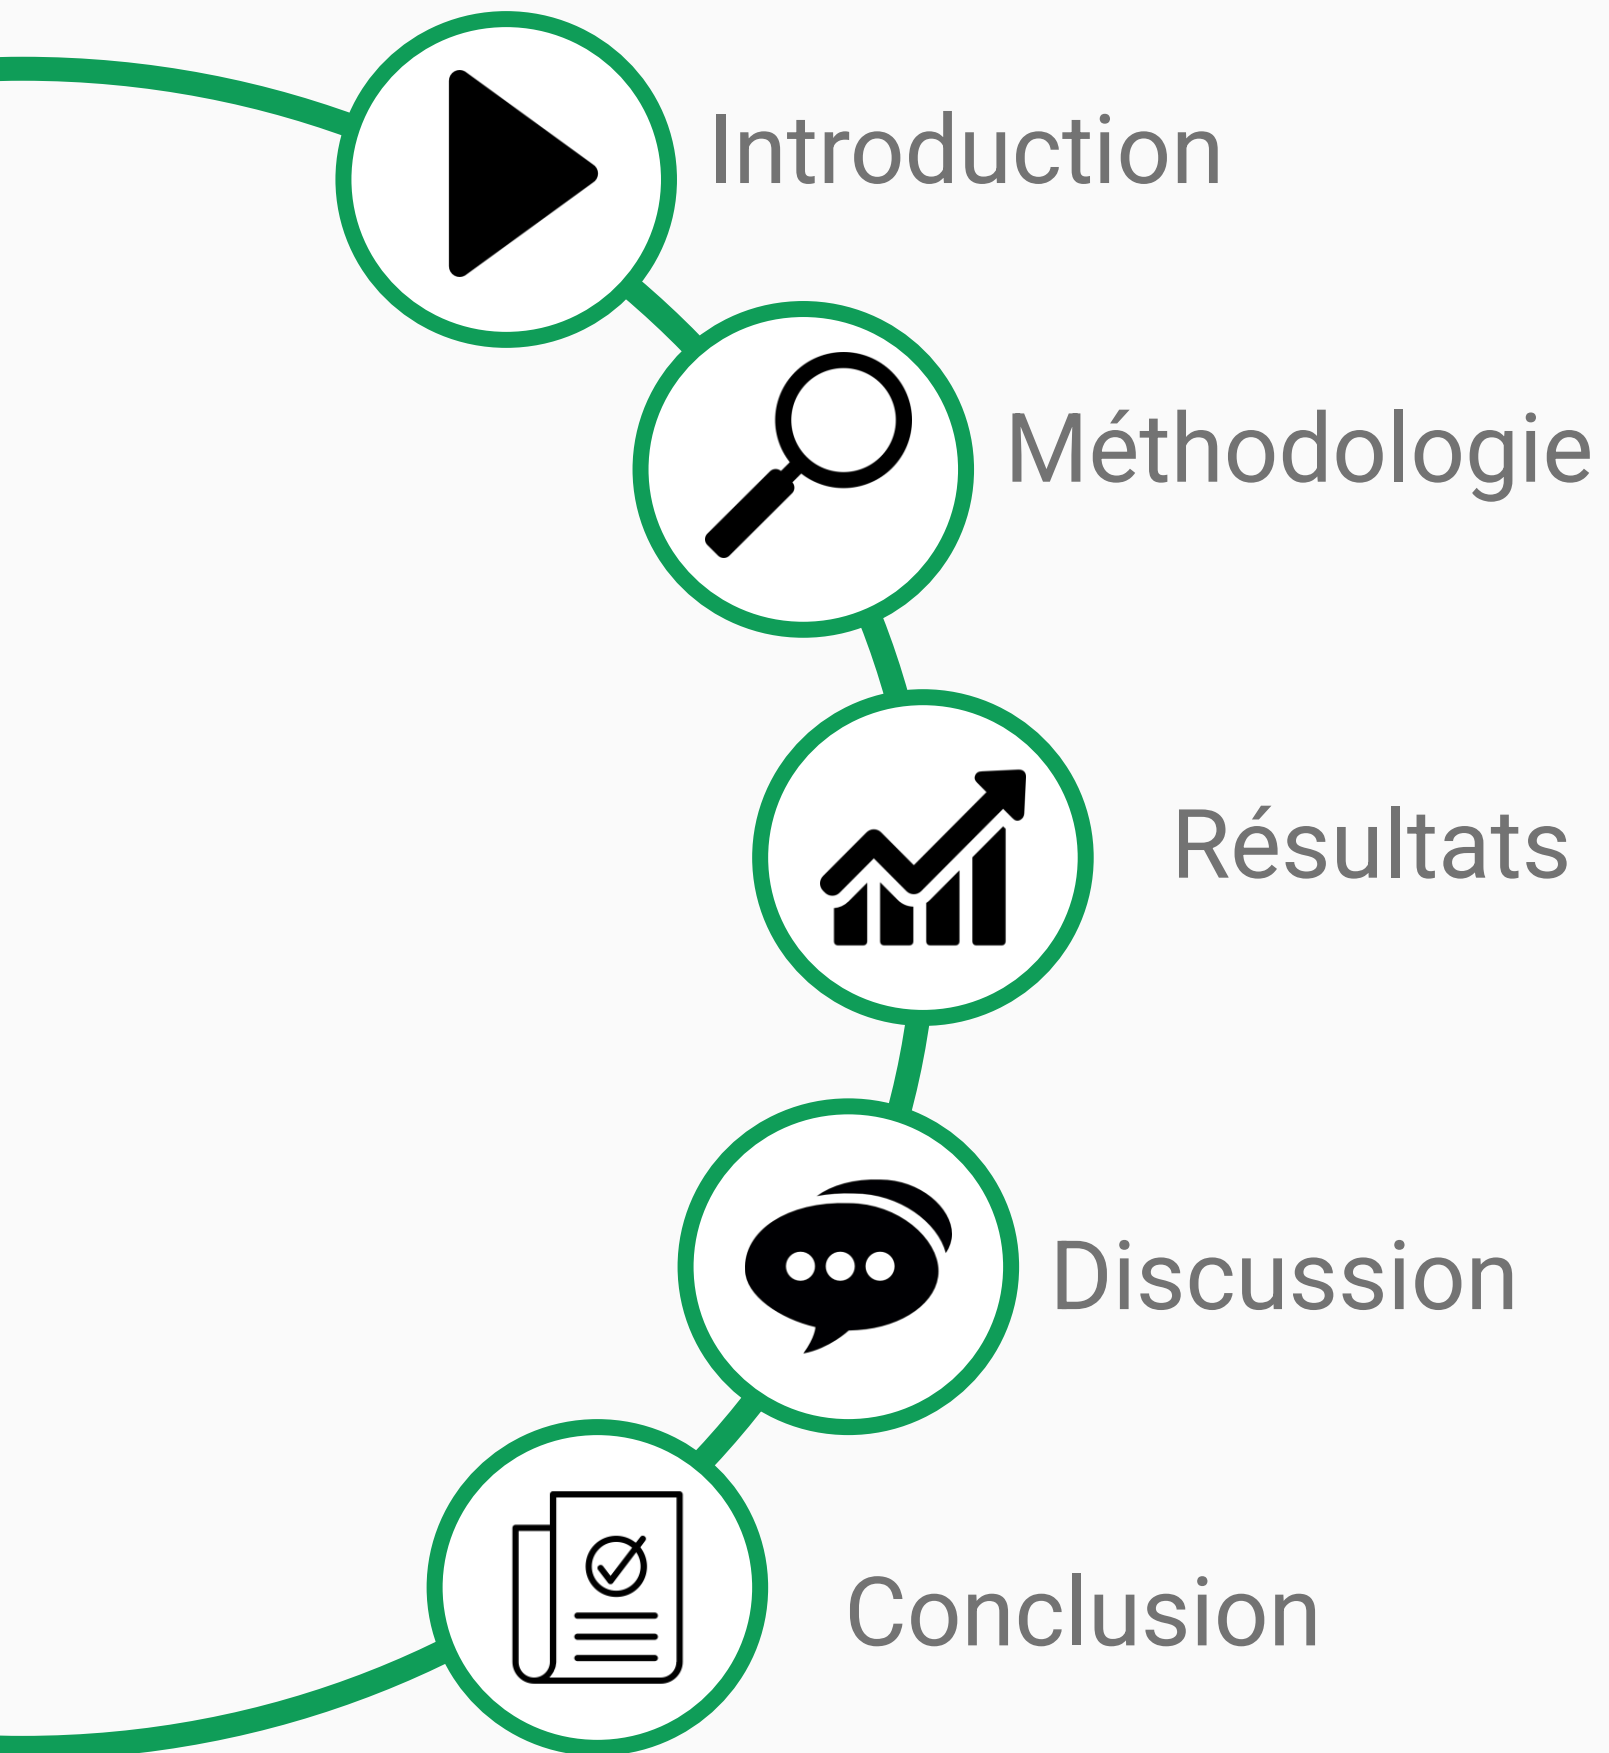 Introduction
Méthodologie
Résultats
Discussion
Conclusion